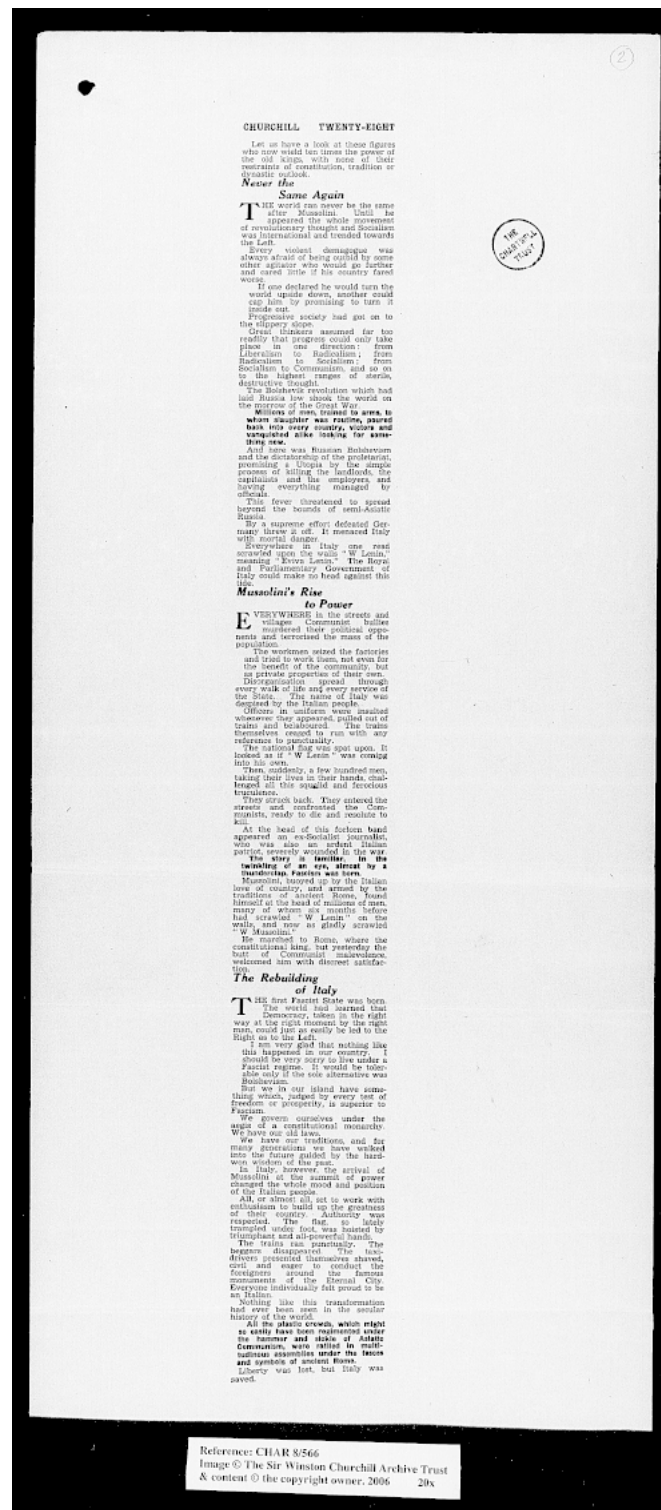 2
CHURCHILL TWENTY-EIGHT
Let us have a look at these figures
who now wield ten times the power of
the old kings, with none of their
restraints of constitution, tradition or
dynastic outlook.
Never the
Same Again
THE world can never be the same
after Mussolini. Until he
appeared the whole movement
of revolutionary thought and Socialism
was International and trended towards
the Left.
Every violent demagogue was
always afraid of being outbid by some
other agitator who would go further
and cared little if his country fared
worse.
If one declared he would turn the
world upside down, another could
cap him by promising to turn it
inside out.
Progressive society had got on to
the slippery slope.
Great thinkers assumed far too
readily that progress could only take
place in one direction: from
Liberalism to Radicalism; from
Radicalism to Socialism; from
Socialism to Communism, and so on
to the highest ranges of sterile,
destructive thought.
The Bolshevik revolution which had
laid Russia low shook the world on
the morrow of the Great War.
Millions of men, trained to arms, to
whom slaughter was routine, poured
back into every country, victors and
vanquished alike looking for some-
thing new.
And here was Russian Bolshevism
and the dictatorship of the proletariat,
promising a Utopia by the simple
process of killing the landlords, the
capitalists and the employers, and
having everything managed by
officials.
This fever threatened to spread
beyond the bounds of semi-Asiatic
Russia.
By a supreme effort defeated Ger-
many threw it off. It menaced Italy
with mortal danger.
Everywhere in Italy one read
scrawled upon the walls "W Lenin,"
meaning "Eviva Lenin." The Royal
and Parliamentary Government of
Italy could make no head against this
tide.
Mussolini's Rise
to Power
EVERYWHERE in the streets and
villages Communist bullies
murdered their political oppo-
nents and terrorised the mass of the
population.
The workmen seized the factories
and tried to work them, not even for
the benefit of the community, but
as private properties of their own.
Disorganisation spread through
every walk of life and every service of
the State. The name of Italy was
despised by the Italian people.
Officers in uniform were insulted
whenever they appeared, pulled out of
trains and belaboured. The trains
themselves ceased to run with any
reference to punctuality.
The national flag was spat upon. It
looked as if "W Lenin" was coming
into his own.
Then, suddenly, a few hundred men,
taking their lives in their hands, chal-
lenged all this squalid and ferocious
truculence.
They struck back. They entered the
streets and confronted the Com-
munists, ready to die and resolute to
kill.
At the head of this forlorn band
appeared an ex-Socialist journalist,
who was also an ardent Italian
patriot, severely wounded in the war.
The story is familiar. In the
twinkling of an eye, almost by a
thunderclap, Fascism was born.
Mussolini, buoyed up by the Italian
love of country, and armed by the
traditions of ancient Rome, found
himself at the head of millions of men,
many of whom six months before
had scrawled "W Lenin" on the
walls, and now as gladly scrawled
"W Mussolini."
He marched to Rome, where the
constitutional king, but yesterday the
butt of Communist malevolence,
welcomed him with discreet satisfac-
tion.
The Rebuilding
of Italy
THE first Fascist State was born.
The world had learned that
Democracy, taken in the right
way at the right moment by the right
man, could just as easily be led to the
Right as to the Left.
I am very glad that nothing like
this happened in our country. I
should be very sorry to live under a
Fascist regime. It would be toler-
able only if the sole alternative was
Bolshevism.
But we in our island have some-
thing which, judged by every test of
freedom or prosperity, is superior to
Fascism.
We govern ourselves under the
aegis of a constitutional monarchy.
We have our old laws.
We have our traditions, and for
many generations we have walked
into the future guided by the hard-
won wisdom of the past.
In Italy, however, the arrival of
Mussolini at the summit of power
changed the whole mood and position
of the Italian people.
All, or almost all, set to work with
enthusiasm to build up the greatness
of their country. Authority was
respected. The flag, so lately
trampled under foot, was hoisted by
triumphant and all-powerful hands.
The trains ran punctually. The
beggars disappeared. The taxi-
drivers presented themselves shaved,
civil and eager to conduct the
foreigners around the famous
monuments of the Eternal City.
Everyone individually felt proud to be
an Italian.
Nothing like this transformation
had ever been seen in the secular
history of the world.
All the plastic crowds, which might
so easily have been regimented under
the hammer and sickle of Asiatic
Communism, were rallied in multi-
tudinous assemblies under the fasces
and symbols of ancient Rome.
Liberty was lost, but Italy was
saved.
THE
CHARTWELL
TRUST
Reference: CHAR 8/566
Image © The Sir Winston Churchill Archive Trust
& content © the copyright owner, 2006 20x